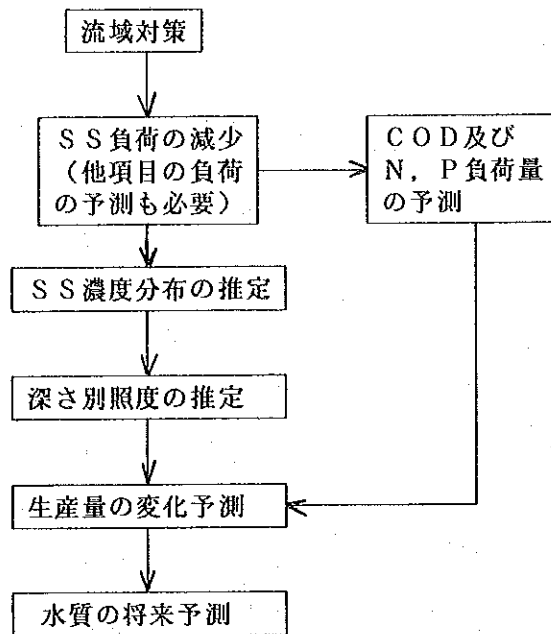 流域対策
ＳＳ負荷の減少
（他項目の負荷
の予測も必要）
ＣＯＤ及び
Ｎ，Ｐ負荷量
の予測
ＳＳ濃度分布の推定
深さ別照度の推定
生産量の変化予測
水質の将来予測